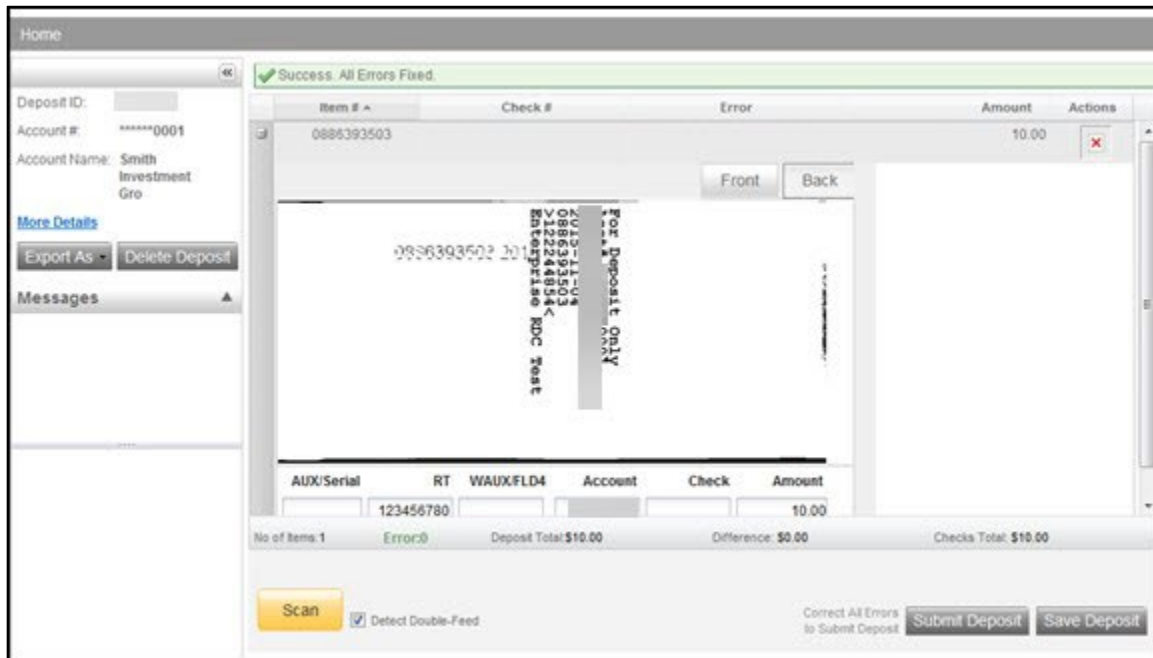 Home
Success. All Errors Fixed.
Deposit ID:
Account #: ******0001
Account Name: Smith
Investment
Gro
More Details
Export As Delete Deposit
Messages
Item # Check # Error Amount Actions
0886393503 10.00
Front Back
For Deposit Only
2015-11-04
0886393503
>122244854<
Enterprise RDC Test
0886393503 201
AUX/Serial RT WAUX/FLD4 Account Check Amount
123456780 10.00
No of Items:1 Error:0 Deposit Total:$10.00 Difference: $0.00 Checks Total: $10.00
Scan
Detect Double-Feed
Correct All Errors
to Submit Deposit
Submit Deposit Save Deposit